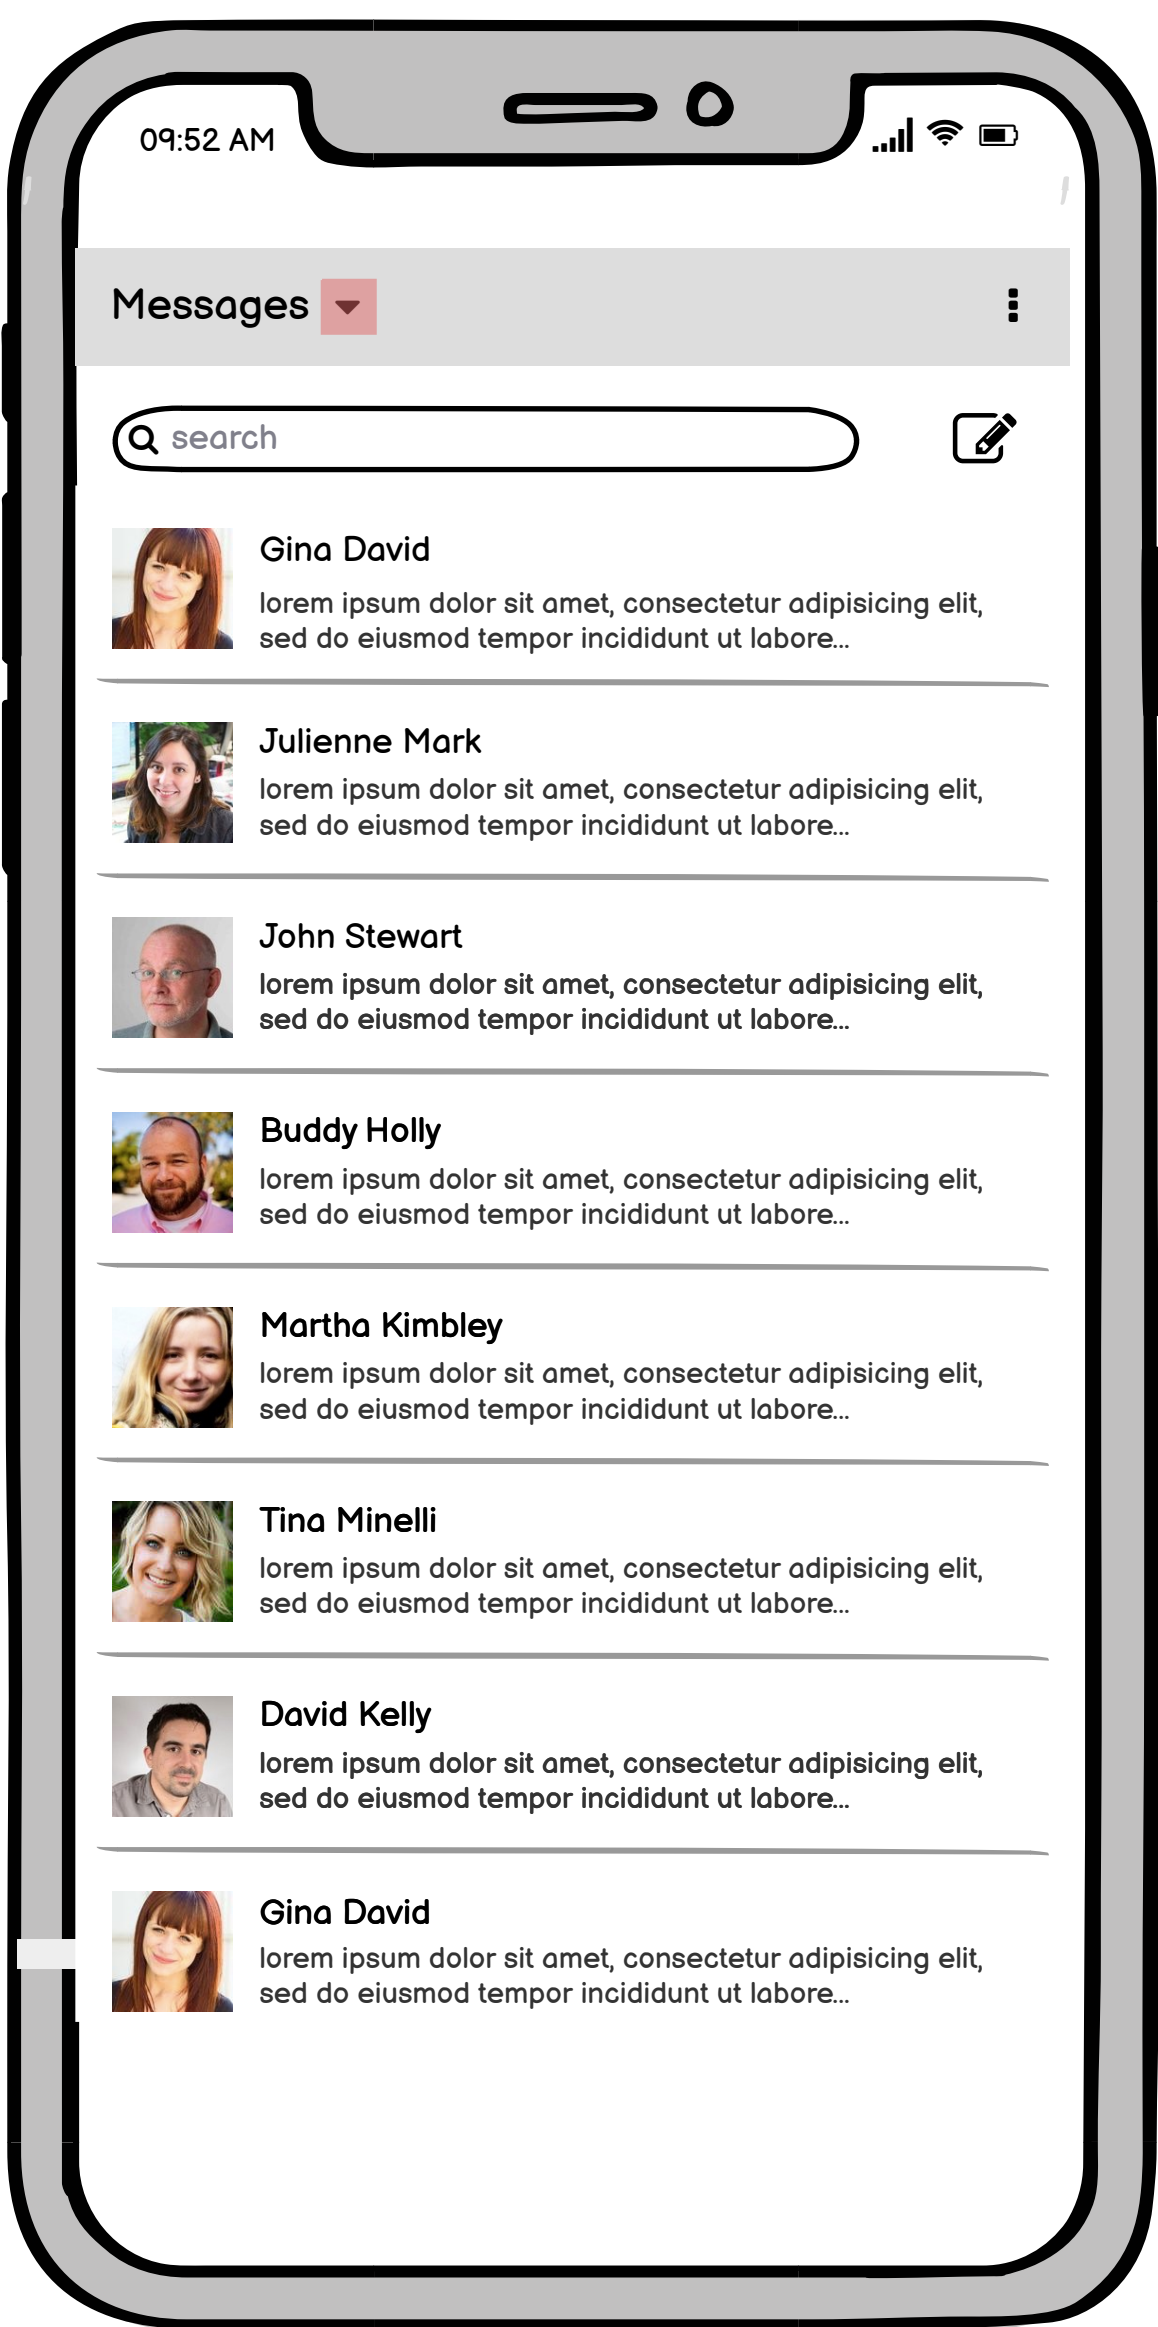 09:52 AM
Messages
search
Gina David
lorem ipsum dolor sit amet, consectetur adipisicing elit,
sed do eiusmod tempor incididunt ut labore...
Julienne Mark
lorem ipsum dolor sit amet, consectetur adipisicing elit,
sed do eiusmod tempor incididunt ut labore...
John Stewart
lorem ipsum dolor sit amet, consectetur adipisicing elit,
sed do eiusmod tempor incididunt ut labore...
Buddy Holly
lorem ipsum dolor sit amet, consectetur adipisicing elit,
sed do eiusmod tempor incididunt ut labore...
Martha Kimbley
lorem ipsum dolor sit amet, consectetur adipisicing elit,
sed do eiusmod tempor incididunt ut labore...
Tina Minelli
lorem ipsum dolor sit amet, consectetur adipisicing elit,
sed do eiusmod tempor incididunt ut labore...
David Kelly
lorem ipsum dolor sit amet, consectetur adipisicing elit,
sed do eiusmod tempor incididunt ut labore...
Gina David
lorem ipsum dolor sit amet, consectetur adipisicing elit,
sed do eiusmod tempor incididunt ut labore...